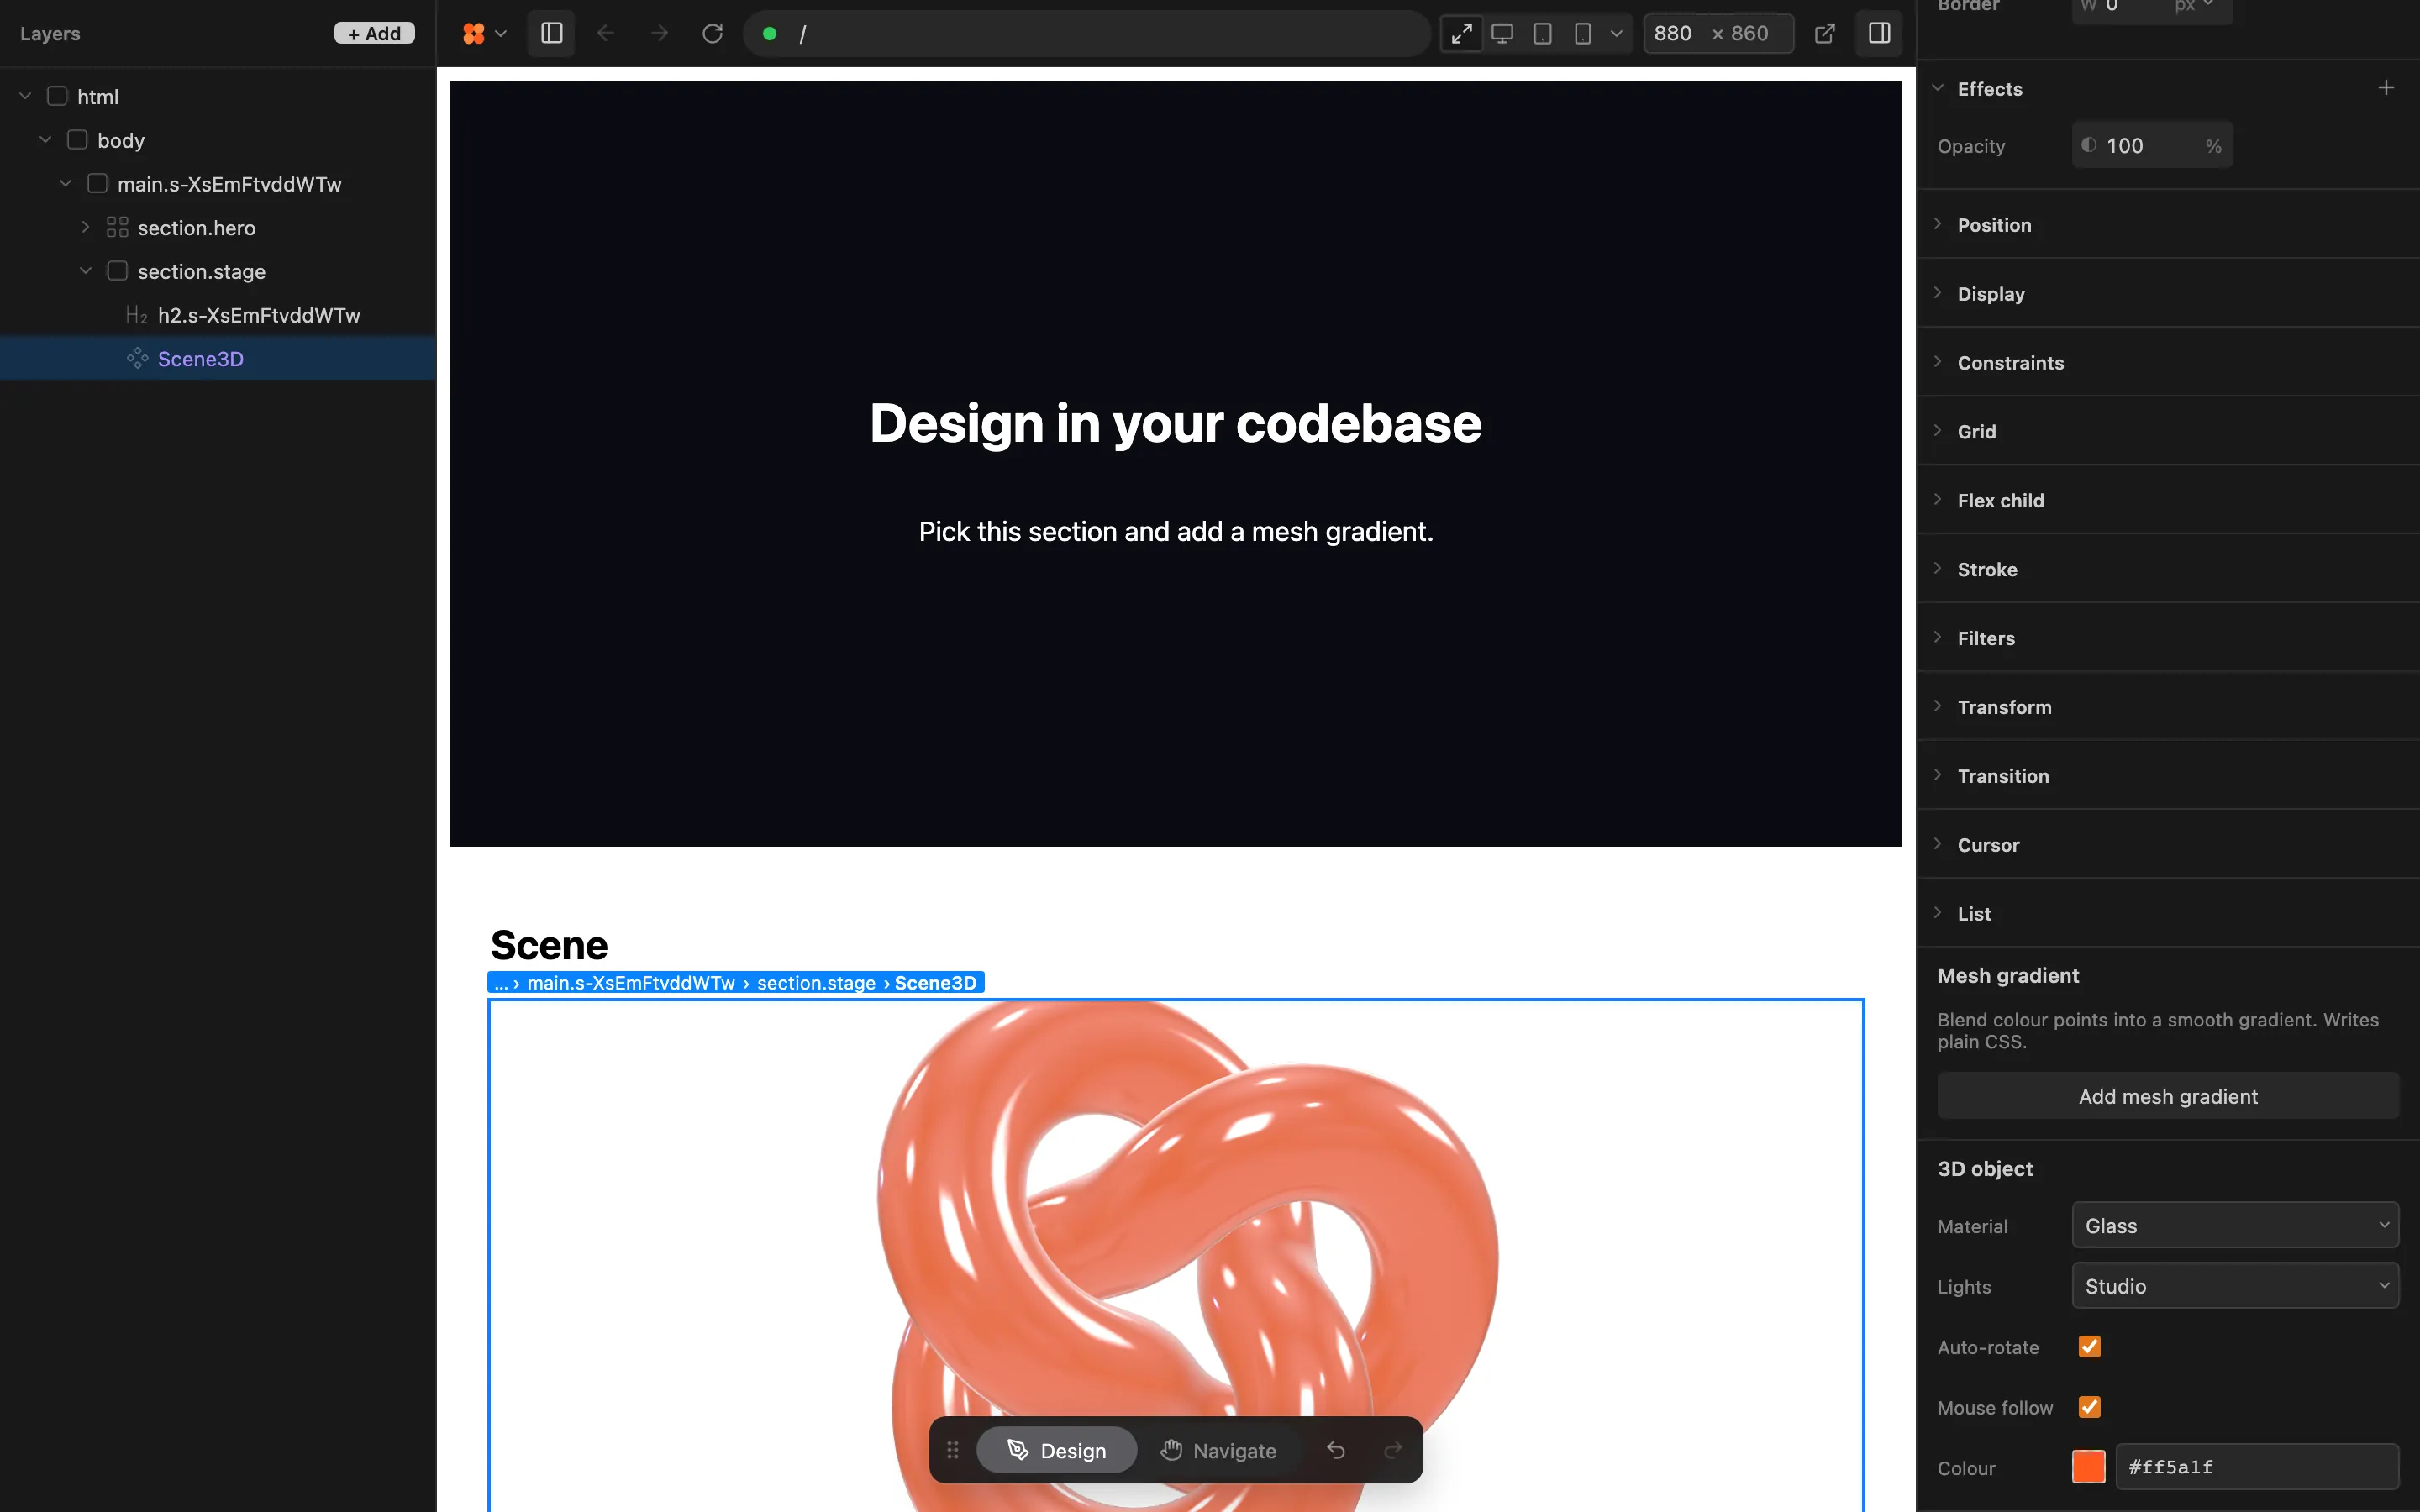 Layers
+ Add
/
880 × 860
html
body
main.s-XsEmFtvddWTw
section.hero
section.stage
H2 h2.s-XsEmFtvddWTw
Scene3D
Design in your codebase
Pick this section and add a mesh gradient.
Scene
... › main.s-XsEmFtvddWTw › section.stage › Scene3D
Design
Navigate
Border
W 0 px
Effects
Opacity
100 %
Position
Display
Constraints
Grid
Flex child
Stroke
Filters
Transform
Transition
Cursor
List
Mesh gradient
Blend colour points into a smooth gradient. Writes
plain CSS.
Add mesh gradient
3D object
Material
Glass
Lights
Studio
Auto-rotate
Mouse follow
Colour
#ff5a1f